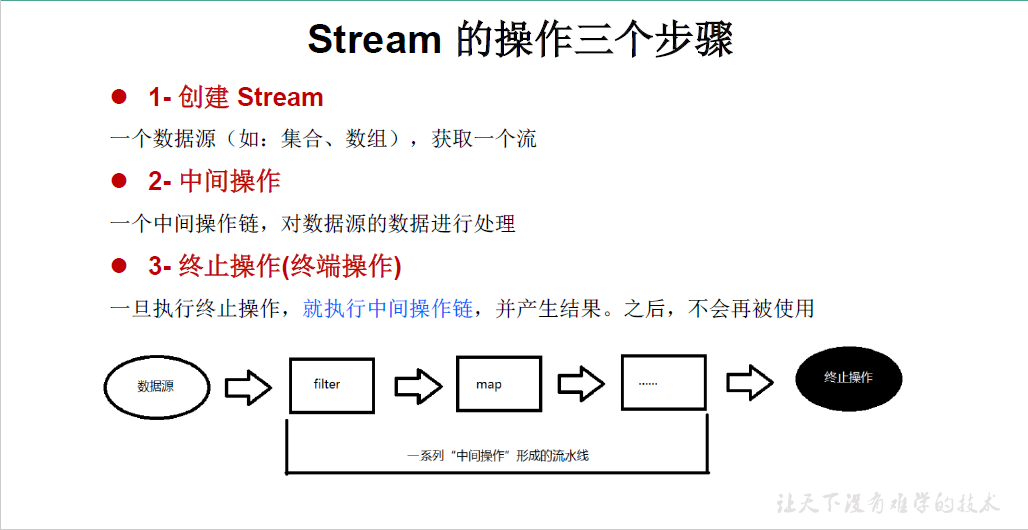 Stream 的操作三个步骤
1- 创建 Stream
一个数据源（如：集合、数组），获取一个流
2- 中间操作
一个中间操作链，对数据源的数据进行处理
3- 终止操作(终端操作)
一旦执行终止操作，就执行中间操作链，并产生结果。之后，不会再被使用
数据源
filter
map
......
终止操作
一系列“中间操作”形成的流水线
让天下没有难学的技术